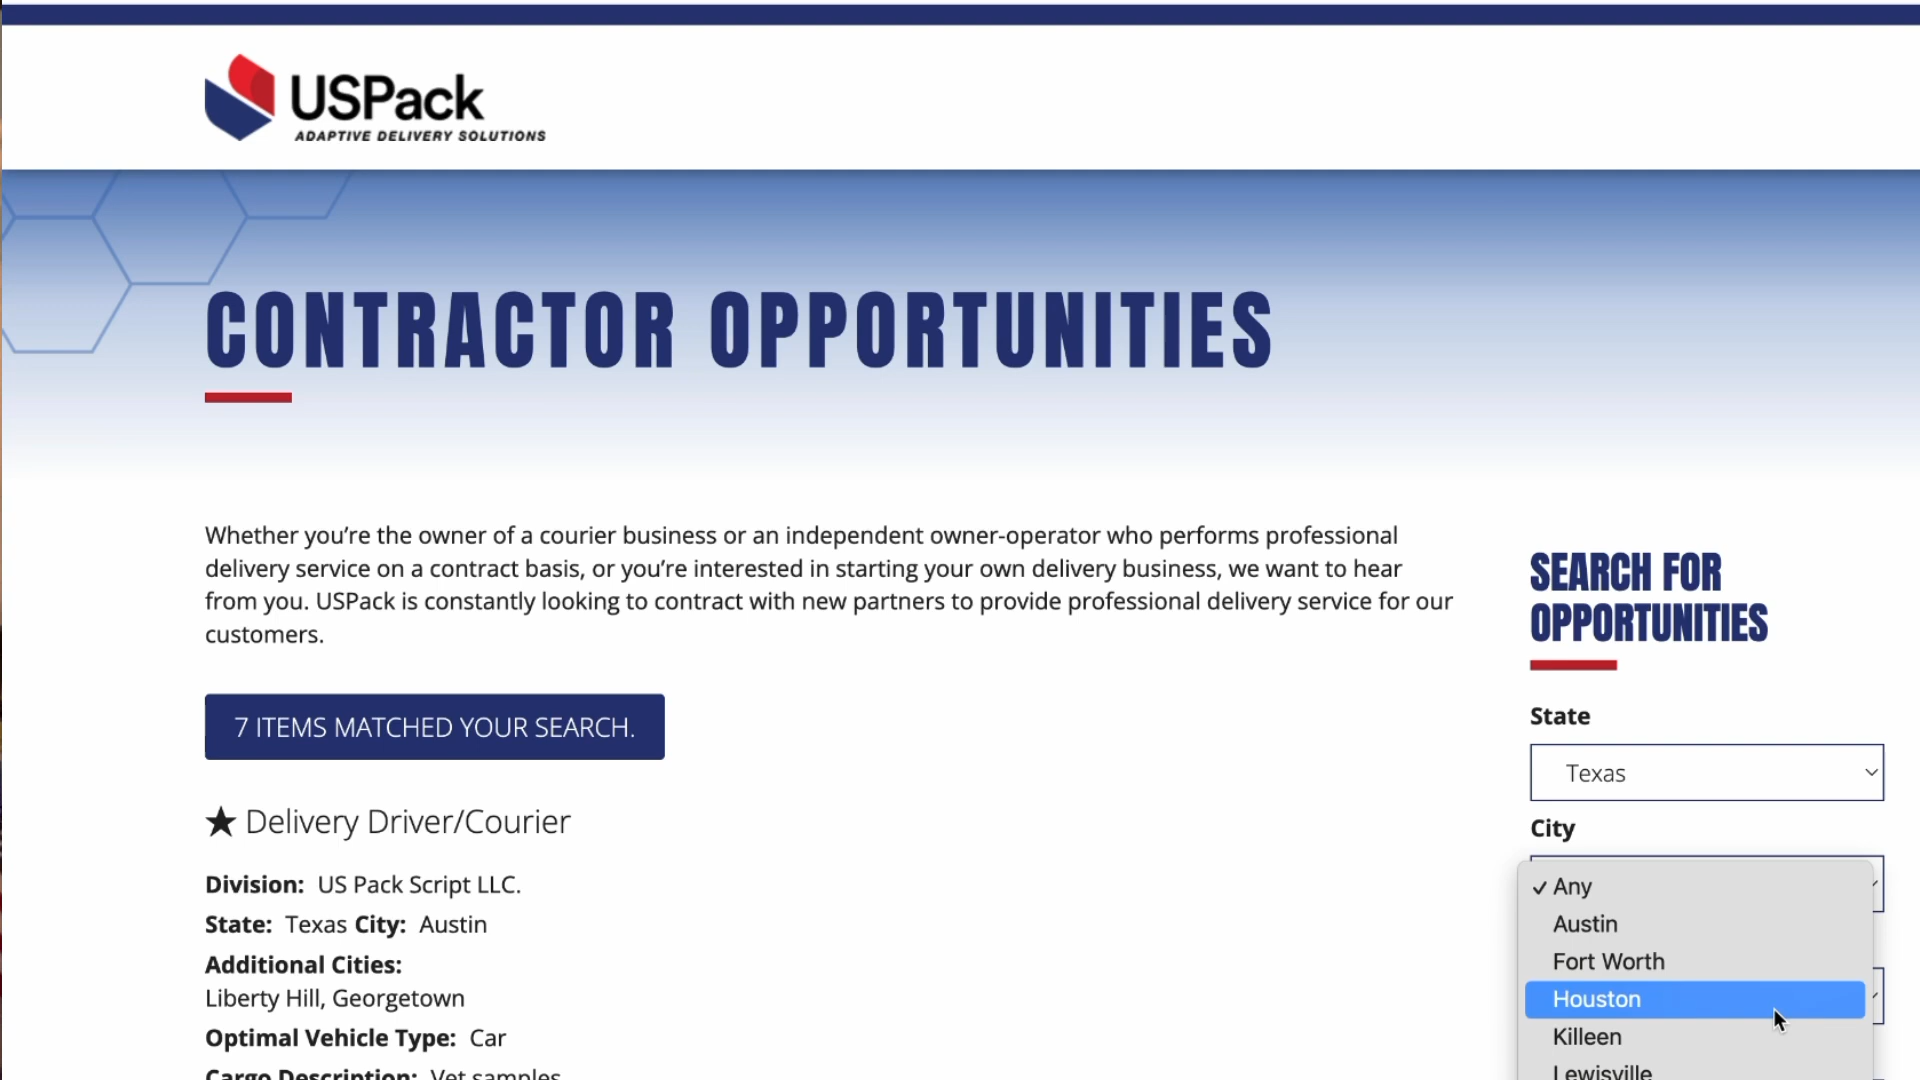 USPack
ADAPTIVE DELIVERY SOLUTIONS
CONTRACTOR OPPORTUNITIES
Whether you’re the owner of a courier business or an independent owner-operator who performs professional
delivery service on a contract basis, or you’re interested in starting your own delivery business, we want to hear
from you. USPack is constantly looking to contract with new partners to provide professional delivery service for our
customers.
7 ITEMS MATCHED YOUR SEARCH.
★ Delivery Driver/Courier
Division: US Pack Script LLC.
State: Texas City: Austin
Additional Cities:
Liberty Hill, Georgetown
Optimal Vehicle Type: Car
Cargo Description: Vet samples
SEARCH FOR
OPPORTUNITIES
State
Texas
City
✓ Any
Austin
Fort Worth
Houston
Killeen
Lewisville